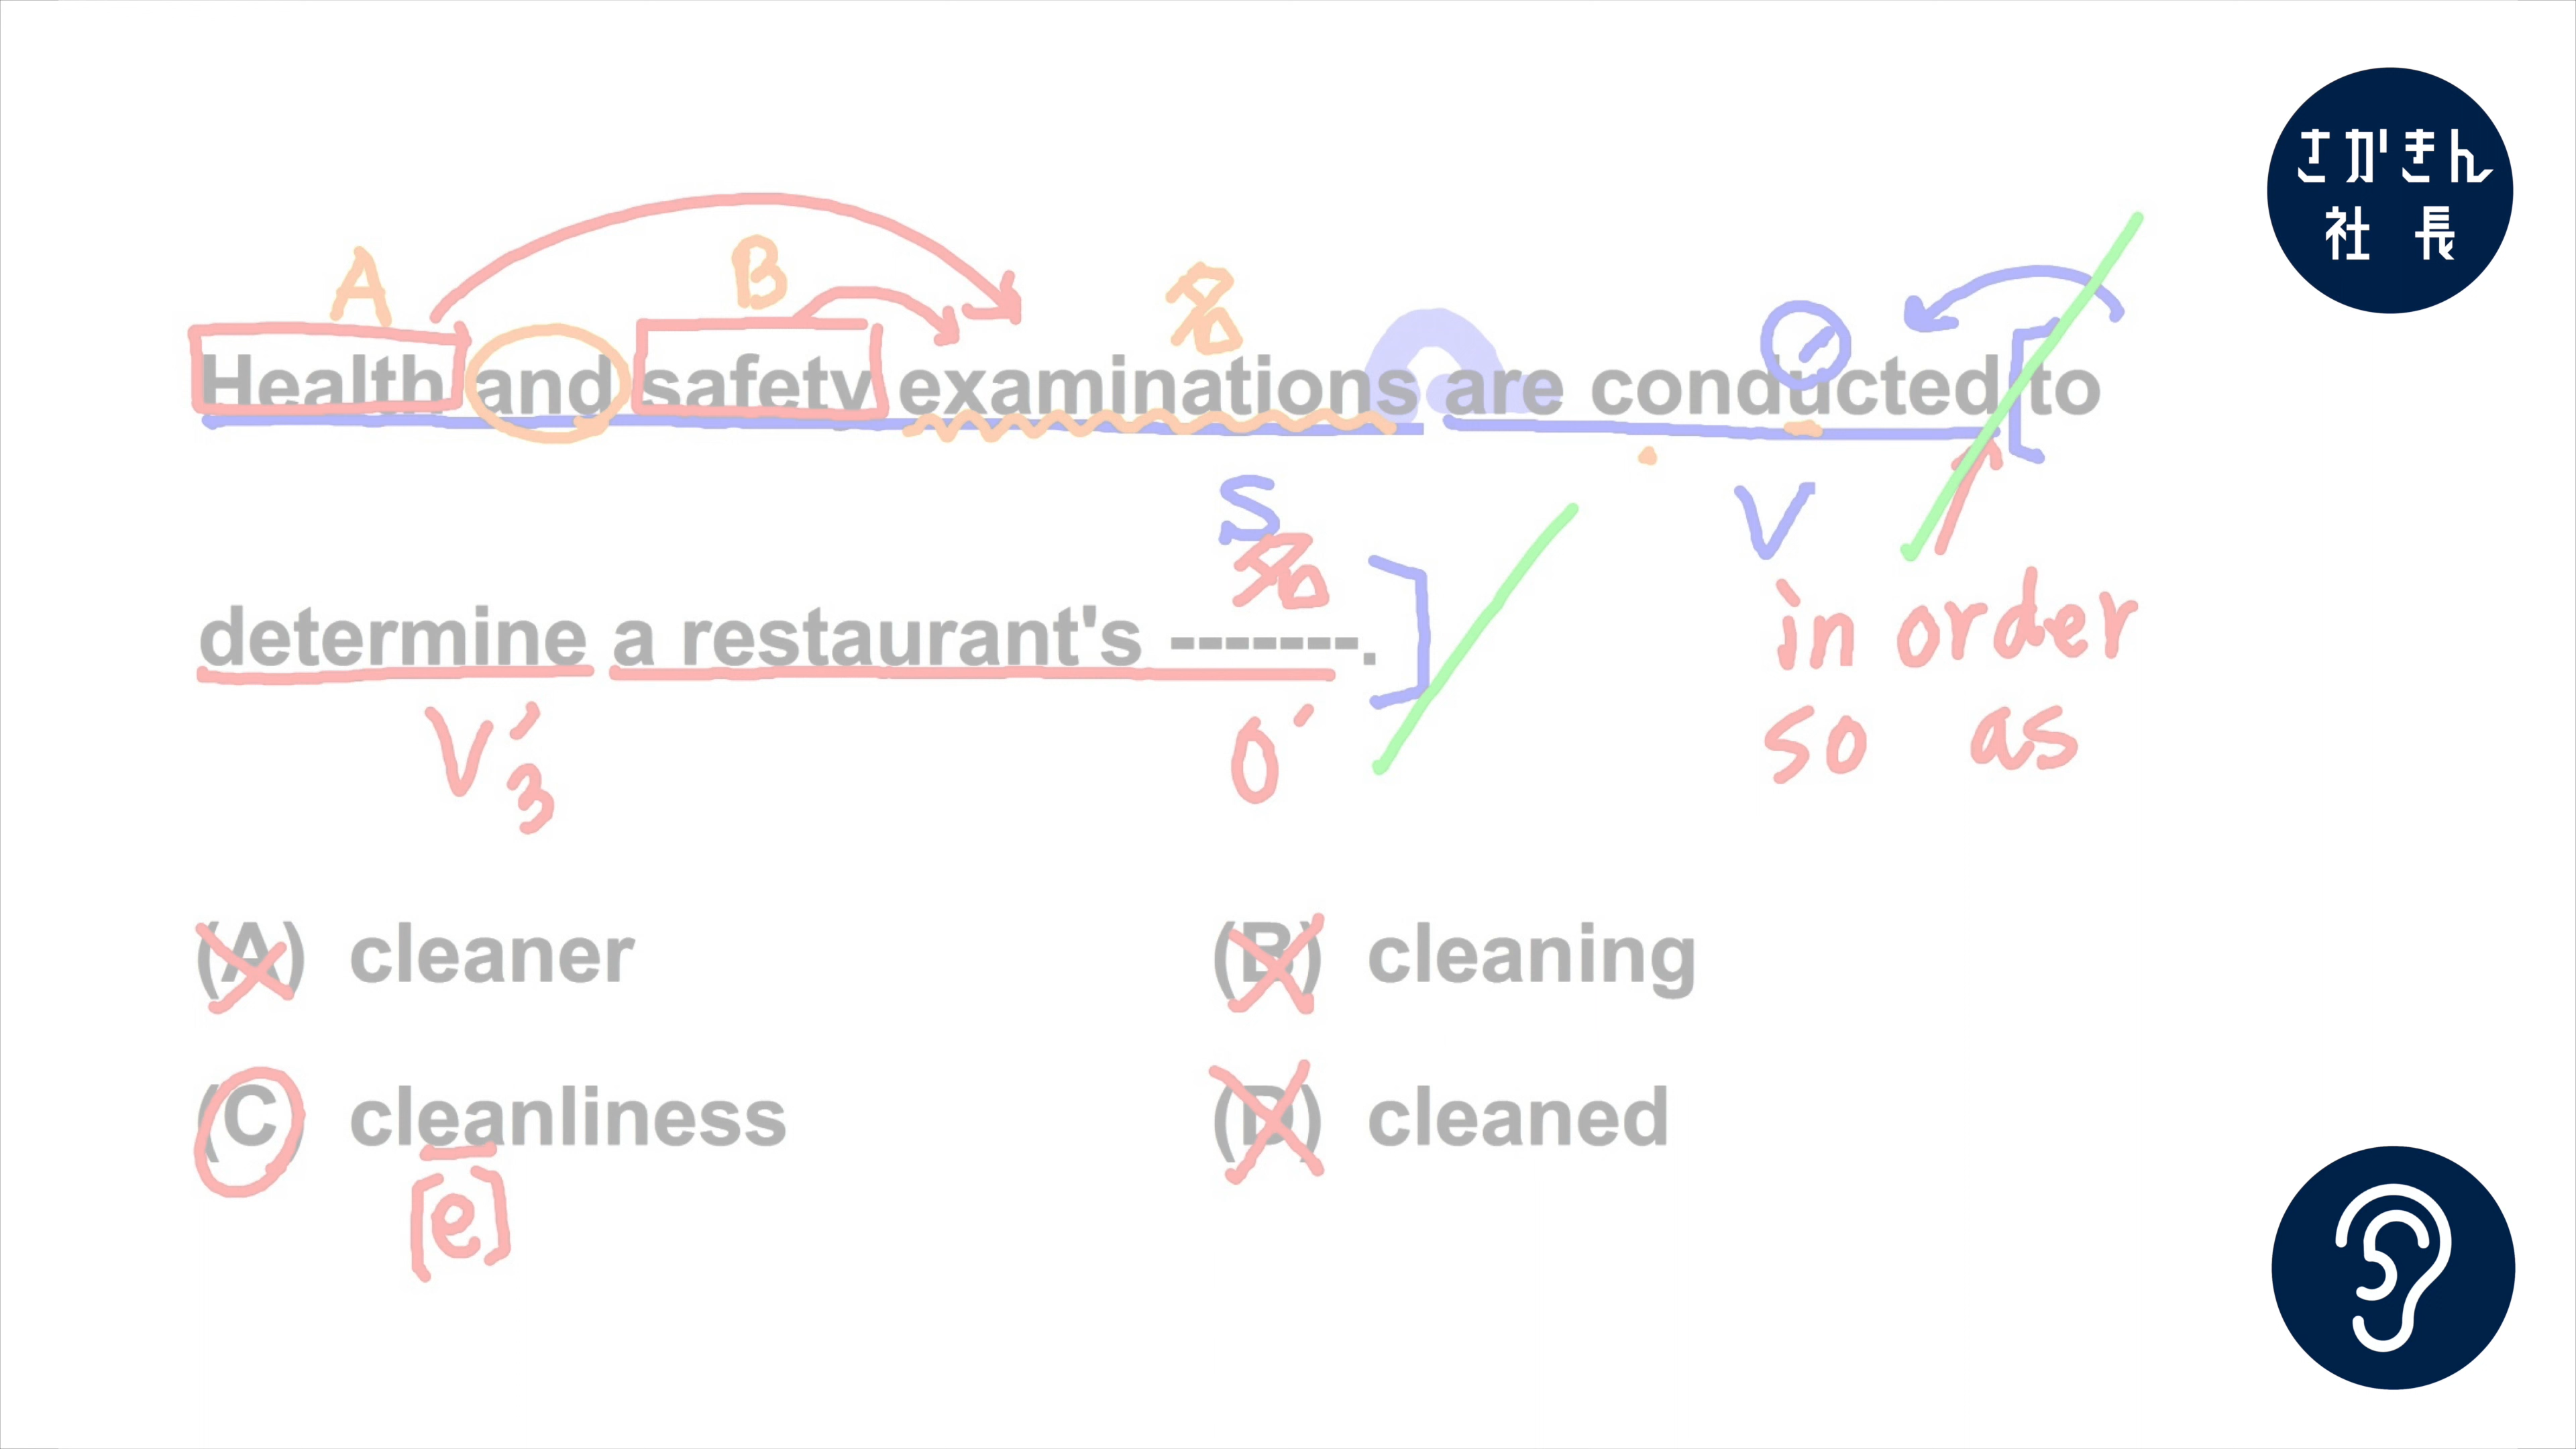 さかきん
社長
A
B
名
Health and safety examinations are conducted to
S
V
名
determine a restaurant's -------.
in order
V'3
O'
so as
(A) cleaner
(B) cleaning
(C) cleanliness
(D) cleaned
[e]